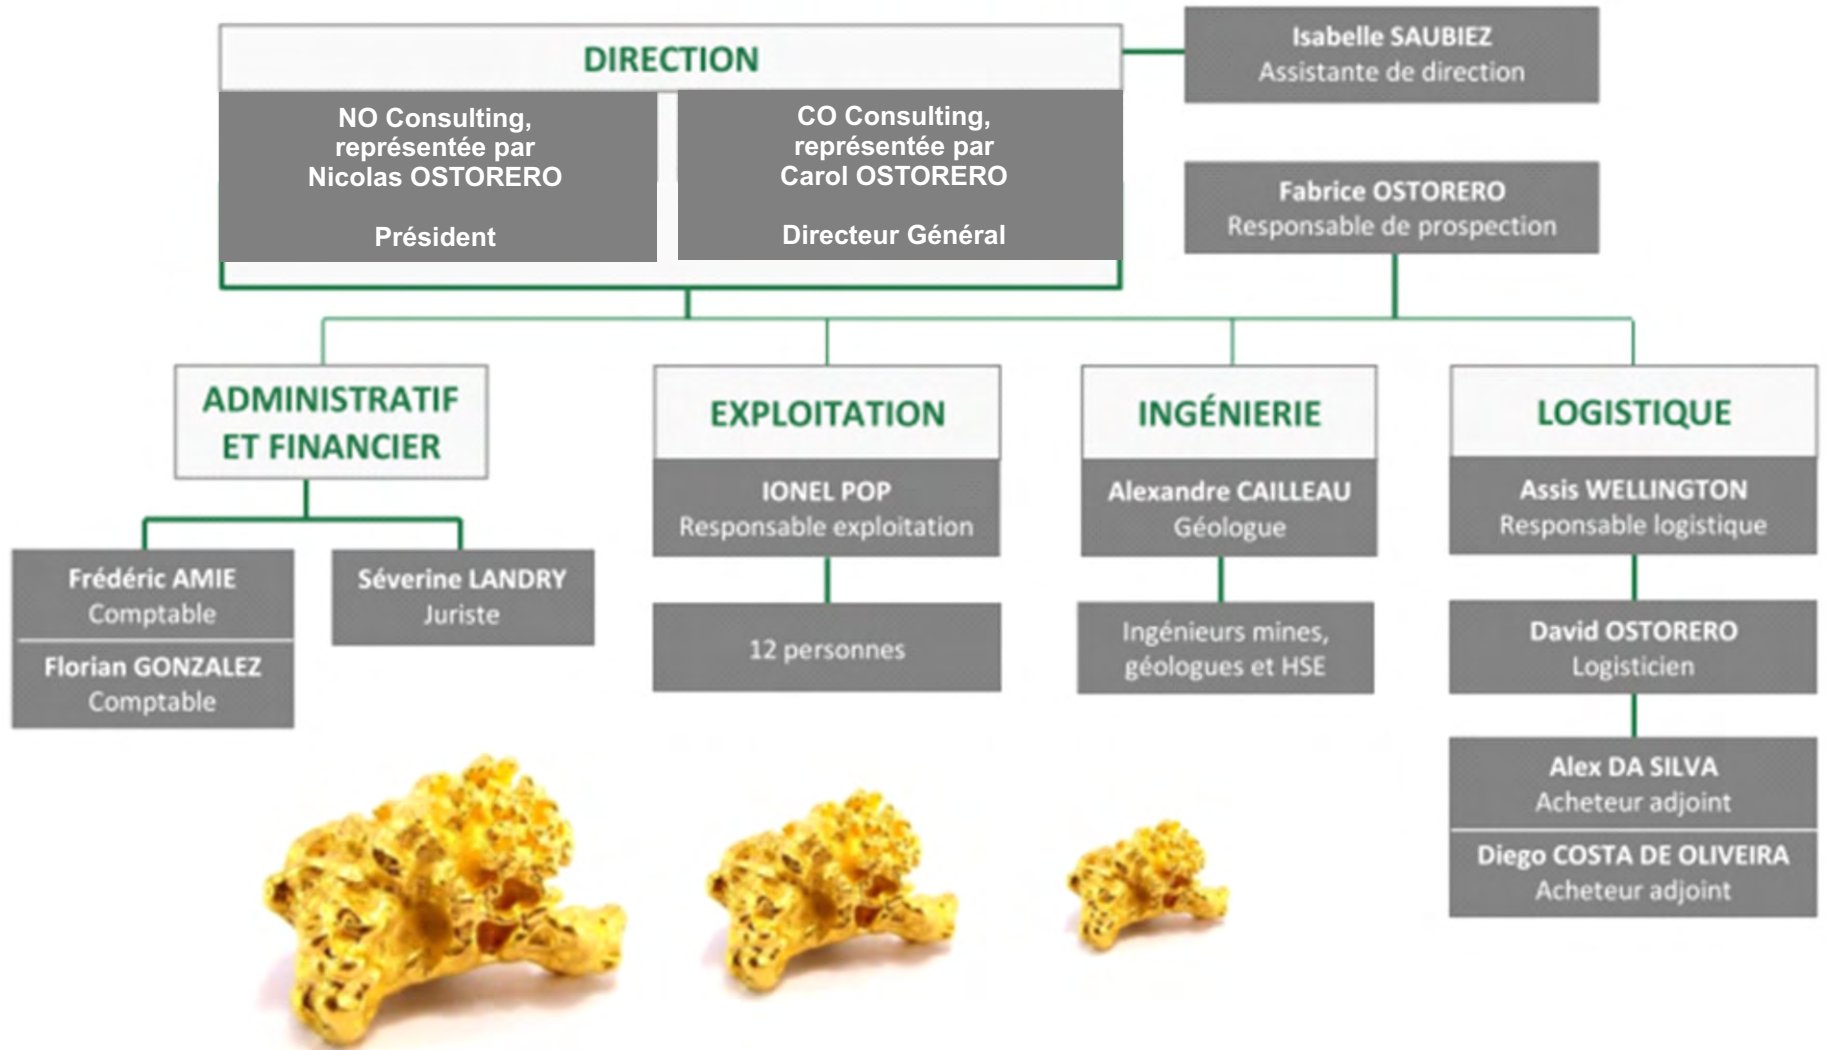 DIRECTION
NO Consulting,
représentée par
Nicolas OSTORERO
Président
CO Consulting,
représentée par
Carol OSTORERO
Directeur Général
Isabelle SAUBIEZ
Assistante de direction
Fabrice OSTORERO
Responsable de prospection
ADMINISTRATIF
ET FINANCIER
Frédéric AMIE
Comptable
Florian GONZALEZ
Comptable
Séverine LANDRY
Juriste
EXPLOITATION
IONEL POP
Responsable exploitation
12 personnes
INGÉNIERIE
Alexandre CAILLEAU
Géologue
Ingénieurs mines,
géologues et HSE
LOGISTIQUE
Assis WELLINGTON
Responsable logistique
David OSTORERO
Logisticien
Alex DA SILVA
Acheteur adjoint
Diego COSTA DE OLIVEIRA
Acheteur adjoint